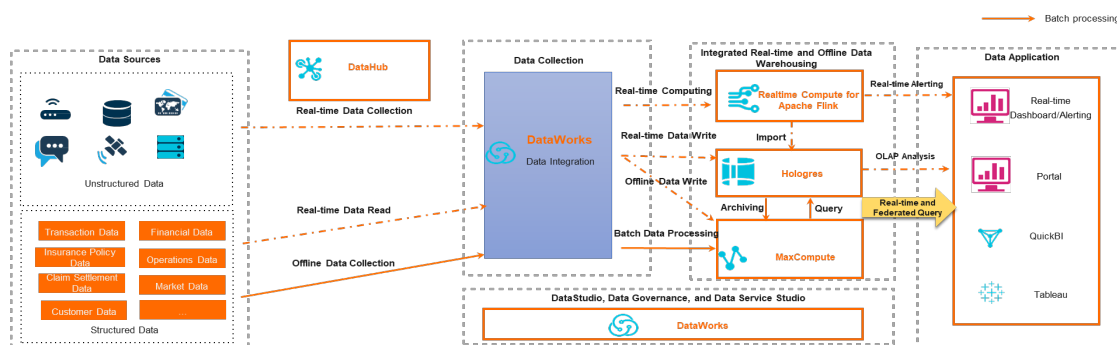 Batch processing
Data Sources
Unstructured Data
Transaction Data
Financial Data
Insurance Policy
Data
Operations Data
Claim Settlement
Data
Market Data
Customer Data
...
Structured Data
DataHub
Real-time Data Collection
Real-time Data Read
Offline Data Collection
Data Collection
DataWorks
Data Integration
Real-time Computing
Real-time Data Write
Offline Data Write
Batch Data Processing
Integrated Real-time and Offline Data
Warehousing
Realtime Compute for
Apache Flink
Import
Hologres
Archiving
Query
MaxCompute
Real-time Alerting
OLAP Analysis
Real-time and
Federated Query
Data Application
Real-time
Dashboard/Alerting
Portal
QuickBI
Tableau
DataStudio, Data Governance, and Data Service Studio
DataWorks